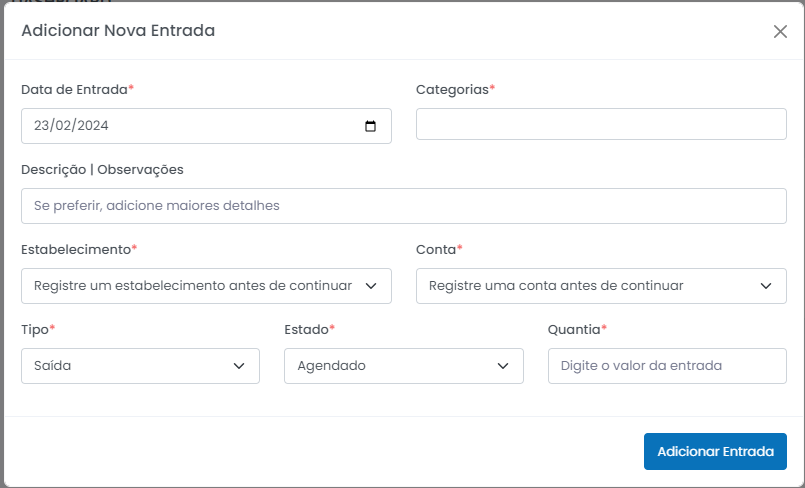 Adicionar Nova Entrada
Data de Entrada* Categorias*
23/02/2024
Descrição | Observações
Se preferir, adicione maiores detalhes
Estabelecimento* Conta*
Registre um estabelecimento antes de continuar Registre uma conta antes de continuar
Tipo* Estado* Quantia*
Saída Agendado Digite o valor da entrada
Adicionar Entrada